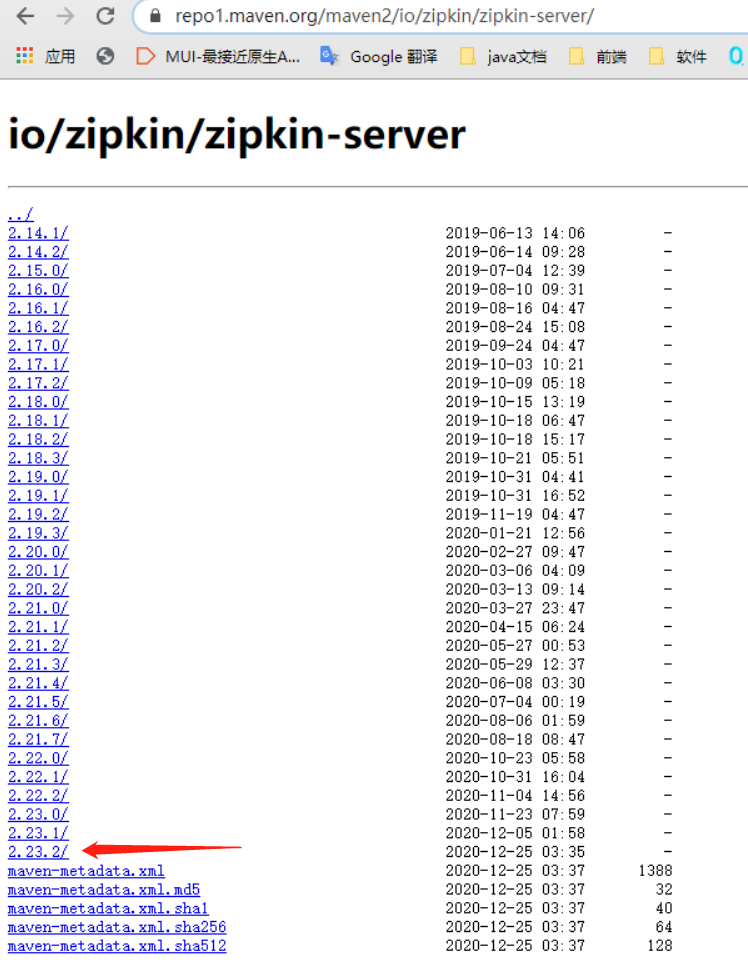 repo1.maven.org/maven2/io/zipkin/zipkin-server/
应用 MUI-最接近原生A... Google 翻译 java文档 前端 软件
io/zipkin/zipkin-server
../
2.14.1/ 2019-06-13 14:06 -
2.14.2/ 2019-06-14 09:28 -
2.15.0/ 2019-07-04 12:39 -
2.16.0/ 2019-08-10 09:31 -
2.16.1/ 2019-08-16 04:47 -
2.16.2/ 2019-08-24 15:08 -
2.17.0/ 2019-09-24 04:47 -
2.17.1/ 2019-10-03 10:21 -
2.17.2/ 2019-10-09 05:18 -
2.18.0/ 2019-10-15 13:19 -
2.18.1/ 2019-10-18 06:47 -
2.18.2/ 2019-10-18 15:17 -
2.18.3/ 2019-10-21 05:51 -
2.19.0/ 2019-10-31 04:41 -
2.19.1/ 2019-10-31 16:52 -
2.19.2/ 2019-11-19 04:47 -
2.19.3/ 2020-01-21 12:56 -
2.20.0/ 2020-02-27 09:47 -
2.20.1/ 2020-03-06 04:09 -
2.20.2/ 2020-03-13 09:14 -
2.21.0/ 2020-03-27 23:47 -
2.21.1/ 2020-04-15 06:24 -
2.21.2/ 2020-05-27 00:53 -
2.21.3/ 2020-05-29 12:37 -
2.21.4/ 2020-06-08 03:30 -
2.21.5/ 2020-07-04 00:19 -
2.21.6/ 2020-08-06 01:59 -
2.21.7/ 2020-08-18 08:47 -
2.22.0/ 2020-10-23 05:58 -
2.22.1/ 2020-10-31 16:04 -
2.22.2/ 2020-11-04 14:56 -
2.23.0/ 2020-11-23 07:59 -
2.23.1/ 2020-12-05 01:58 -
2.23.2/ 2020-12-25 03:35 -
maven-metadata.xml 2020-12-25 03:37 1388
maven-metadata.xml.md5 2020-12-25 03:37 32
maven-metadata.xml.sha1 2020-12-25 03:37 40
maven-metadata.xml.sha256 2020-12-25 03:37 64
maven-metadata.xml.sha512 2020-12-25 03:37 128